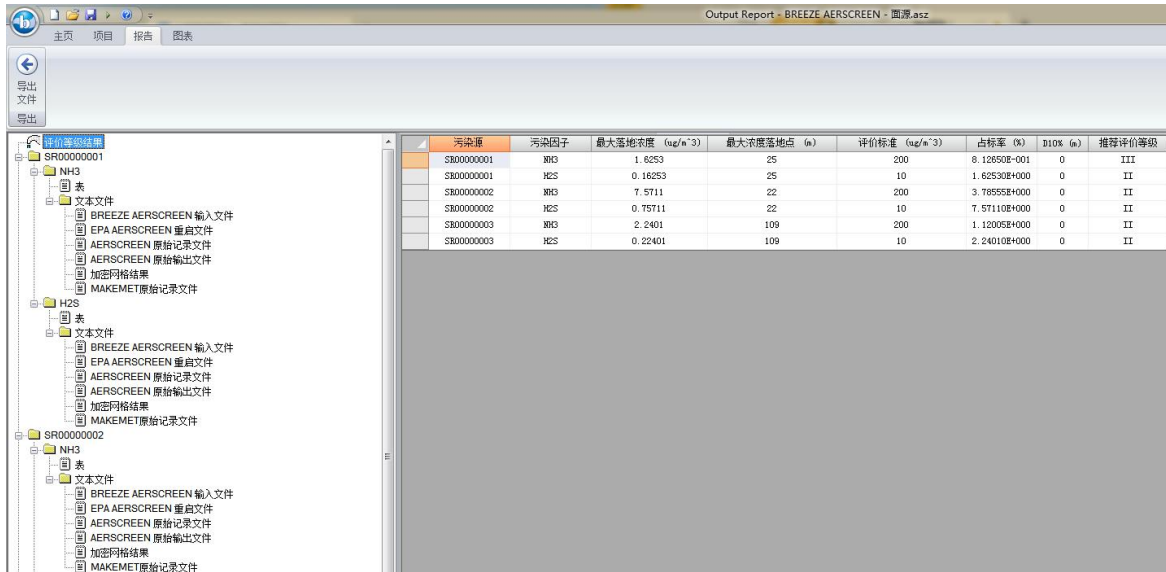 Output Report - BREEZE AERSCREEN - 面源.asz
主页 项目 报告 图表
导出
文件
导出
评价等级结果
SR00000001
NH3
表
文本文件
BREEZE AERSCREEN 输入文件
EPA AERSCREEN 重启文件
AERSCREEN 原始记录文件
AERSCREEN 原始输出文件
加密网格结果
MAKEMET原始记录文件
H2S
表
文本文件
BREEZE AERSCREEN 输入文件
EPA AERSCREEN 重启文件
AERSCREEN 原始记录文件
AERSCREEN 原始输出文件
加密网格结果
MAKEMET原始记录文件
SR00000002
NH3
表
文本文件
BREEZE AERSCREEN 输入文件
EPA AERSCREEN 重启文件
AERSCREEN 原始记录文件
AERSCREEN 原始输出文件
加密网格结果
MAKEMET原始记录文件
污染源 污染因子 最大落地浓度 (ug/m^3) 最大浓度落地点 (m) 评价标准 (ug/m^3) 占标率 (%) D10% (m) 推荐评价等级
SR00000001 NH3 1.6253 25 200 8.12650E-001 0 III
SR00000001 H2S 0.16253 25 10 1.62530E+000 0 II
SR00000002 NH3 7.5711 22 200 3.78555E+000 0 II
SR00000002 H2S 0.75711 22 10 7.57110E+000 0 II
SR00000003 NH3 2.2401 109 200 1.12005E+000 0 II
SR00000003 H2S 0.22401 109 10 2.24010E+000 0 II